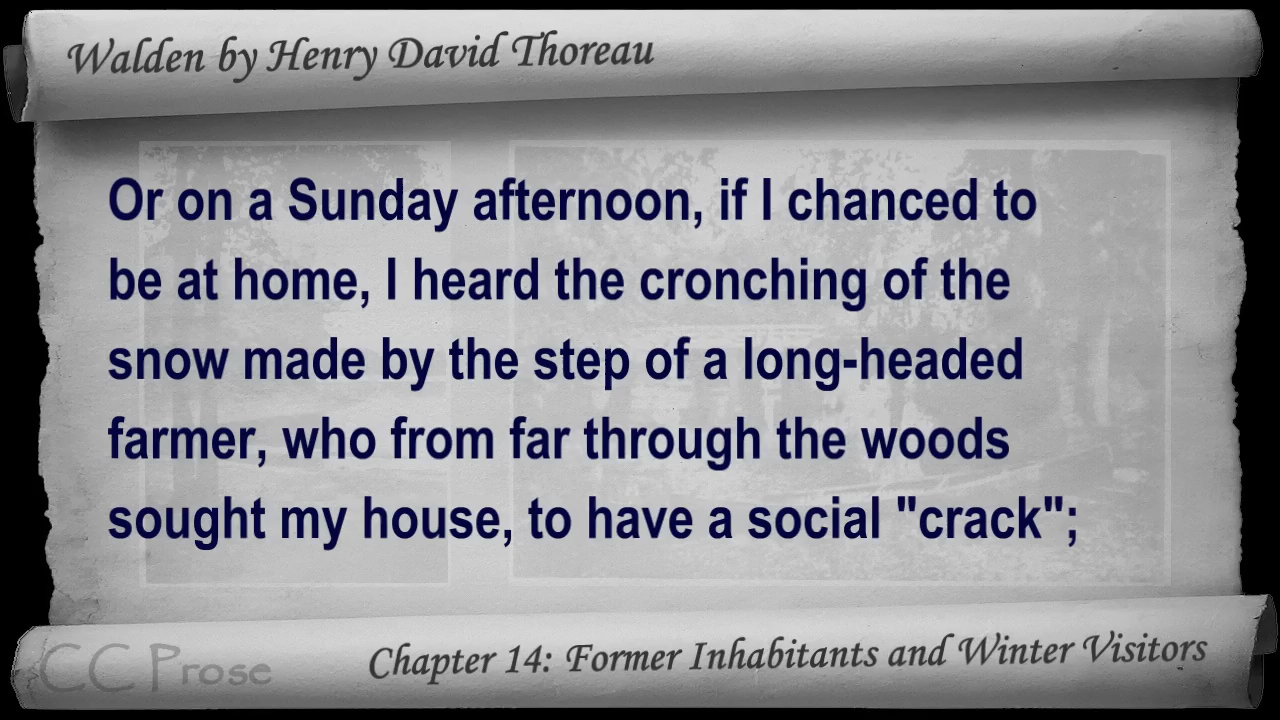 Walden by Henry David Thoreau
Or on a Sunday afternoon, if I chanced to
be at home, I heard the cronching of the
snow made by the step of a long-headed
farmer, who from far through the woods
sought my house, to have a social "crack";
CC Prose
Chapter 14: Former Inhabitants and Winter Visitors